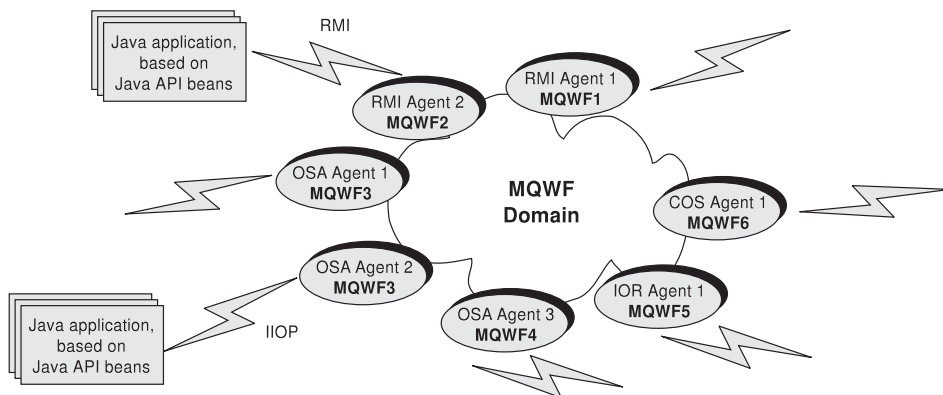 Java application,
based on
Java API beans
RMI
RMI Agent 2
MQWF2
RMI Agent 1
MQWF1
OSA Agent 1
MQWF3
MQWF
Domain
COS Agent 1
MQWF6
OSA Agent 2
MQWF3
IOR Agent 1
MQWF5
OSA Agent 3
MQWF4
IIOP
Java application,
based on
Java API beans